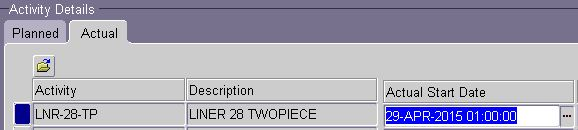 Activity Details
Planned Actual
Activity Description Actual Start Date
LNR-28-TP LINER 28 TWOPIECE 29-APR-2015 01:00:00